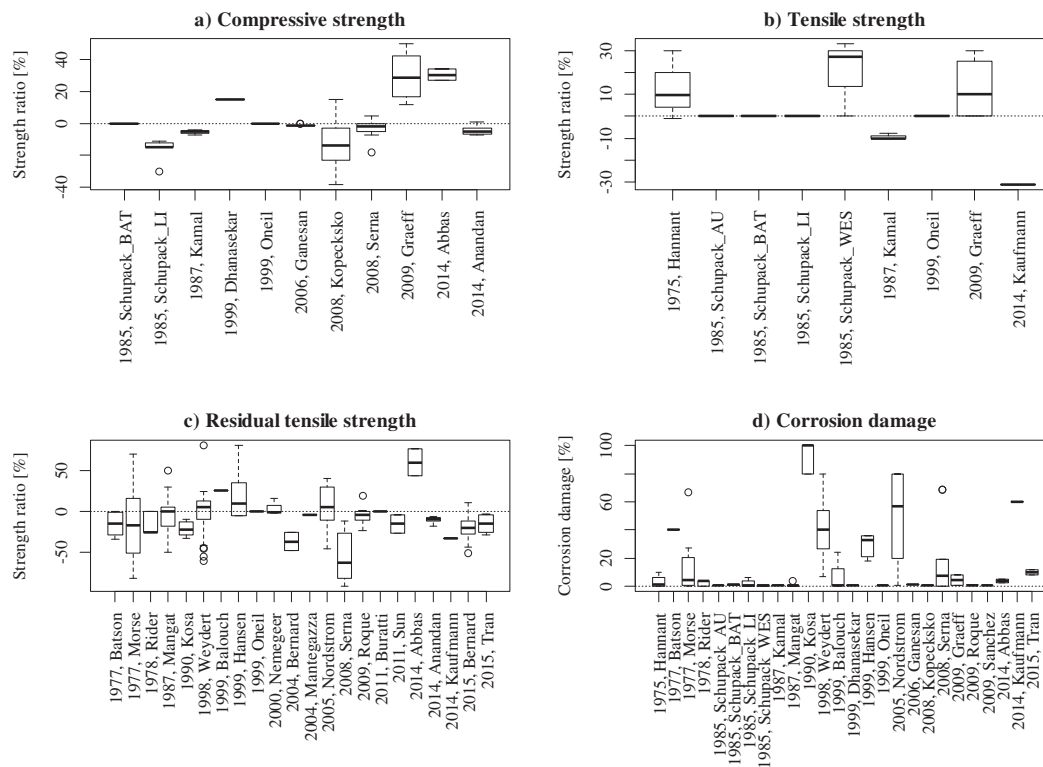 a) Compressive strength
Strength ratio [%]
40
20
0
-40
1985, Schupack_BAT
1985, Schupack_LI
1987, Kamal
1999, Dhanasekar
1999, Oneil
2006, Ganesan
2008, Kopecksko
2008, Serna
2009, Graeff
2014, Abbas
2014, Anandan
b) Tensile strength
Strength ratio [%]
30
10
-10
-30
1975, Hannant
1985, Schupack_AU
1985, Schupack_BAT
1985, Schupack_LI
1985, Schupack_WES
1987, Kamal
1999, Oneil
2009, Graeff
2014, Kaufmann
c) Residual tensile strength
Strength ratio [%]
50
0
-50
1977, Batson
1977, Morse
1978, Rider
1987, Mangat
1990, Kosa
1998, Weydert
1999, Balouch
1999, Hansen
1999, Oneil
2000, Nemegeer
2004, Bernard
2004, Mantegazza
2005, Nordstrom
2008, Serna
2009, Roque
2011, Buratti
2011, Sun
2014, Abbas
2014, Anandan
2014, Kaufmann
2015, Bernard
2015, Tran
d) Corrosion damage
Corrosion damage [%]
100
60
20
0
1975, Hannant
1977, Batson
1977, Morse
1978, Rider
1985, Schupack_AU
1985, Schupack_BAT
1985, Schupack_LI
1985, Schupack_WES
1987, Kamal
1987, Mangat
1990, Kosa
1998, Weydert
1999, Balouch
1999, Dhanasekar
1999, Hansen
1999, Oneil
2005, Nordstrom
2006, Ganesan
2008, Kopecksko
2008, Serna
2009, Graeff
2009, Roque
2009, Sanchez
2014, Abbas
2014, Kaufmann
2015, Tran